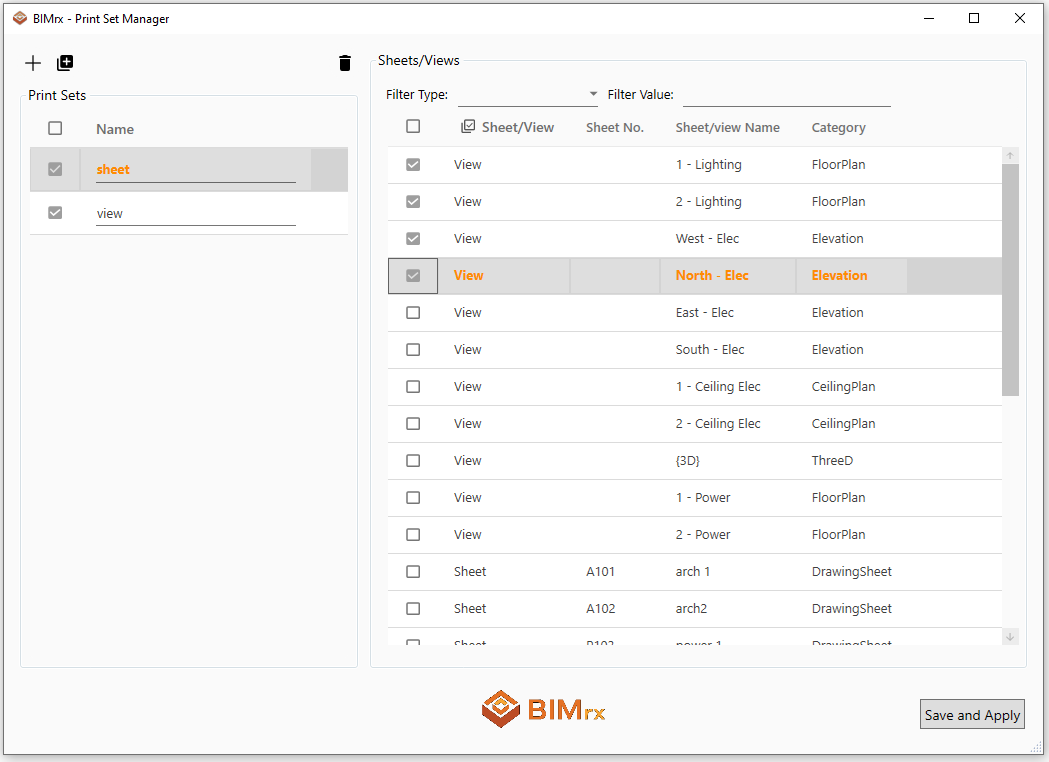 BIMrx - Print Set Manager
Print Sets
Name
sheet
view
Sheets/Views
Filter Type: Filter Value:
Sheet/View Sheet No. Sheet/view Name Category
View 1 - Lighting FloorPlan
View 2 - Lighting FloorPlan
View West - Elec Elevation
View North - Elec Elevation
View East - Elec Elevation
View South - Elec Elevation
View 1 - Ceiling Elec CeilingPlan
View 2 - Ceiling Elec CeilingPlan
View {3D} ThreeD
View 1 - Power FloorPlan
View 2 - Power FloorPlan
Sheet A101 arch 1 DrawingSheet
Sheet A102 arch2 DrawingSheet
Sheet power 1 DrawingSheet
BIMrx
Save and Apply